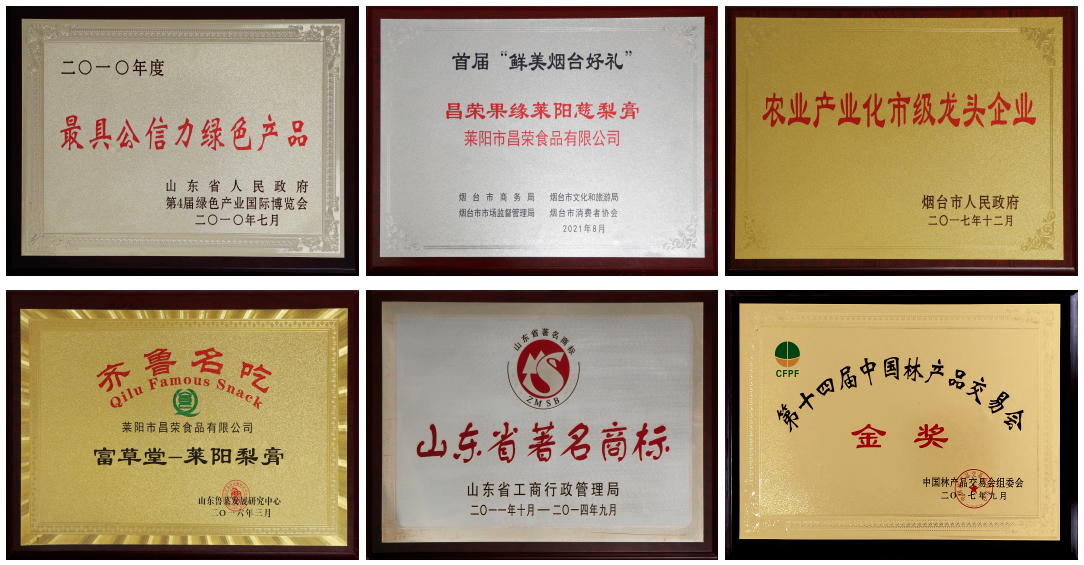 二〇一〇年度
最具公信力绿色产品
山东省人民政府
第4届绿色产业国际博览会
二〇一〇年七月
首届“鲜美烟台好礼”
昌荣果缘莱阳慈梨膏
莱阳市昌荣食品有限公司
烟台市商务局 烟台市文化和旅游局
烟台市市场监督管理局 烟台市消费者协会
2021年8月
农业产业化市级龙头企业
烟台市人民政府
二〇一七年十二月
齐鲁名吃
Qilu Famous Snack
莱阳市昌荣食品有限公司
富草堂—莱阳梨膏
山东鲁菜发展研究中心
二〇一六年三月
山东省著名商标
ZMSB
山东省著名商标
山东省工商行政管理局
二〇一一年十月—二〇一四年九月
CFPF
第十四届中国林产品交易会
金奖
中国林产品交易会组委会
二〇一七年九月